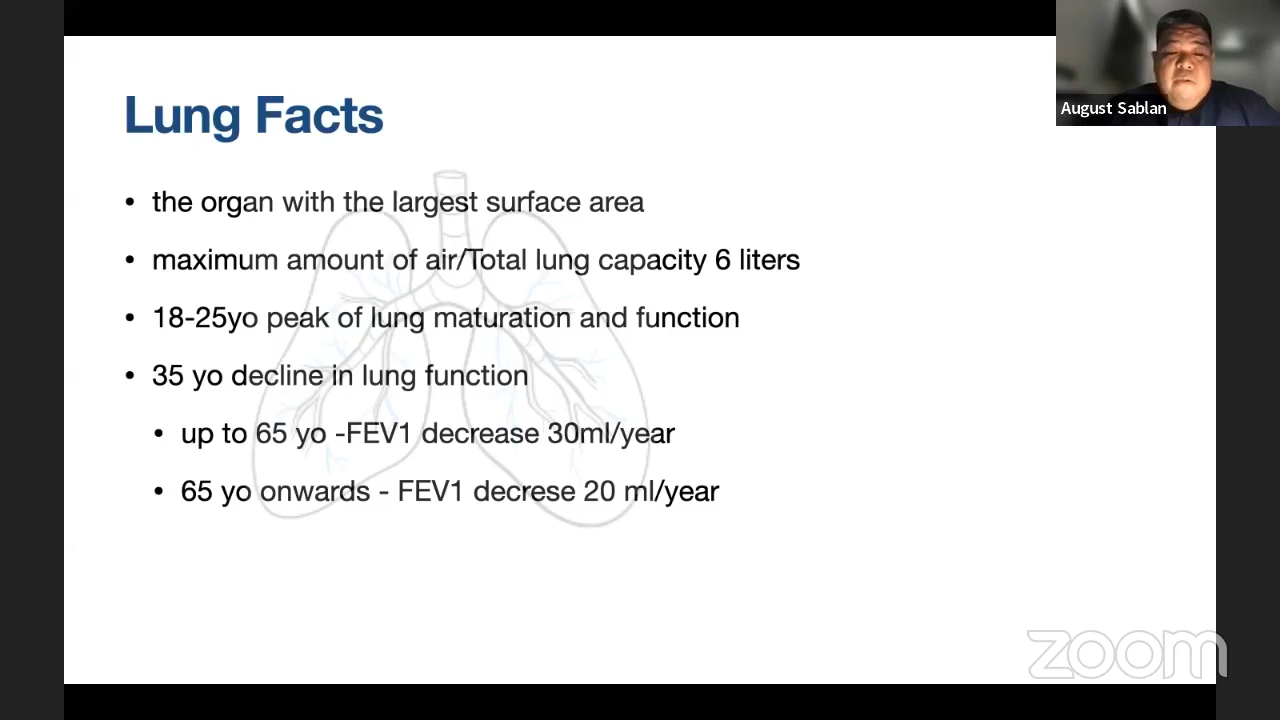 Lung Facts
• the organ with the largest surface area
• maximum amount of air/Total lung capacity 6 liters
• 18-25yo peak of lung maturation and function
• 35 yo decline in lung function
• up to 65 yo -FEV1 decrease 30ml/year
• 65 yo onwards - FEV1 decrese 20 ml/year
August Sablan
zoom